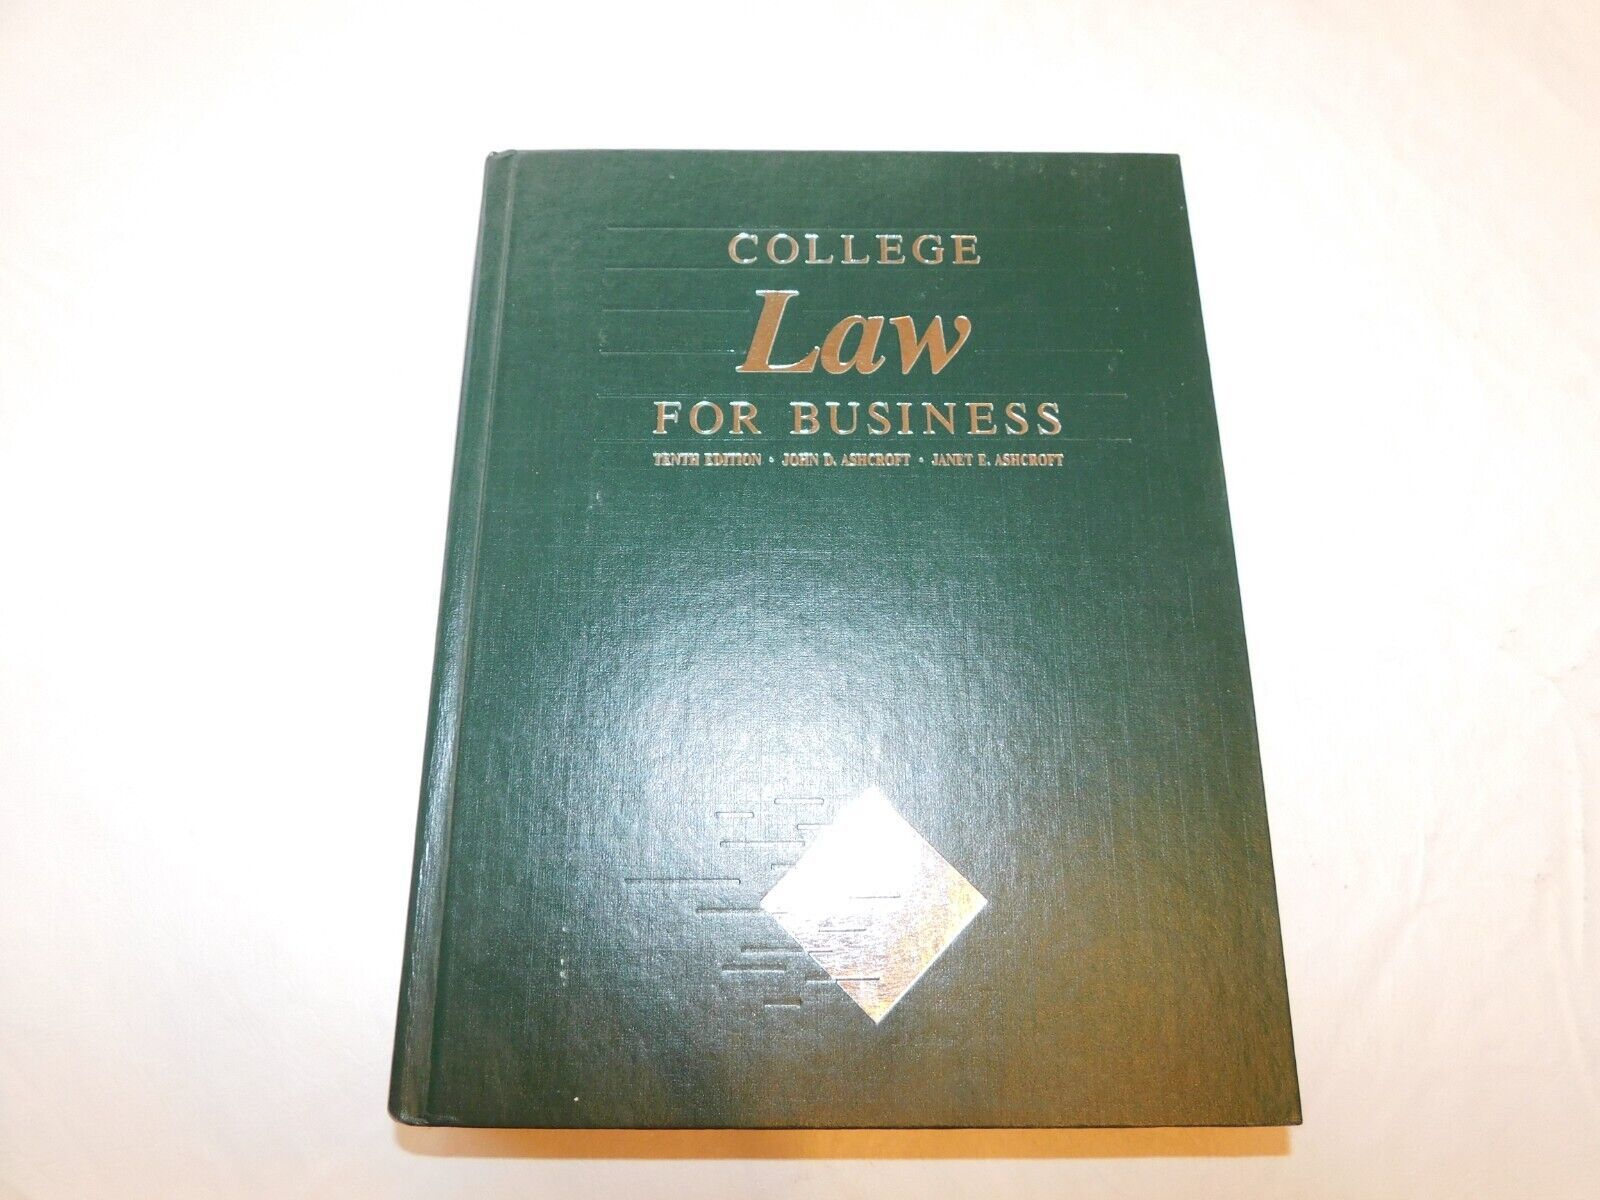 COLLEGE
Law
FOR BUSINESS
TENTH EDITION • JOHN D. ASHCROFT • JANET E. ASHCROFT